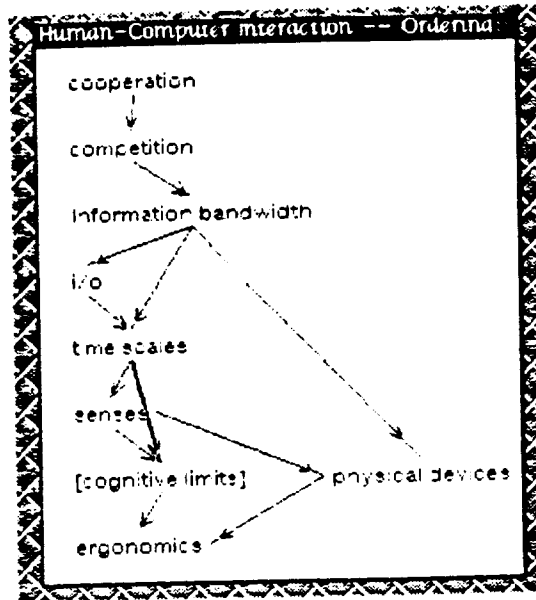 Human-Computer Interaction -- Ordering
cooperation
competition
information bandwidth
i/o
time scales
senses
[cognitive limits]
physical devices
ergonomics